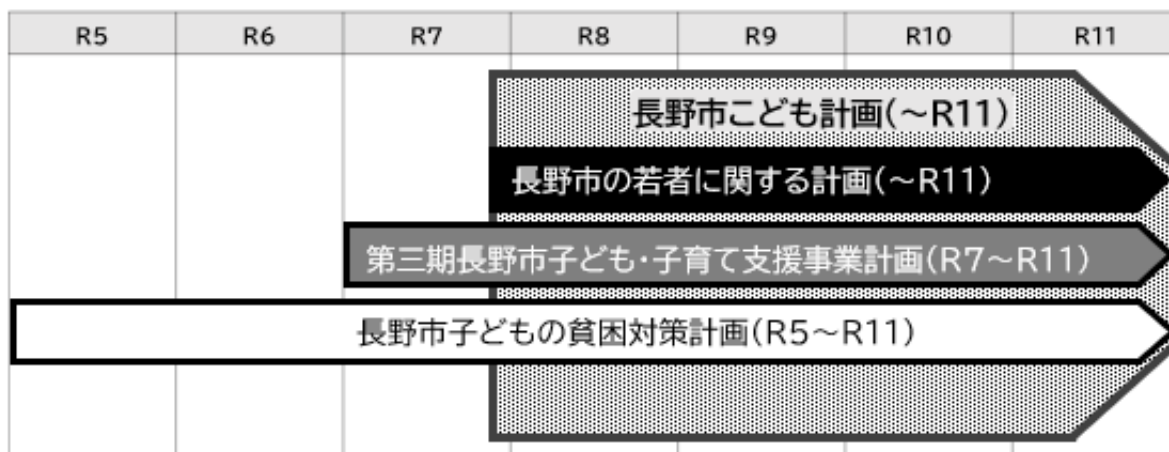 R5 R6 R7 R8 R9 R10 R11
長野市こども計画(～R11)
長野市の若者に関する計画(～R11)
第三期長野市子ども・子育て支援事業計画(R7～R11)
長野市子どもの貧困対策計画(R5～R11)